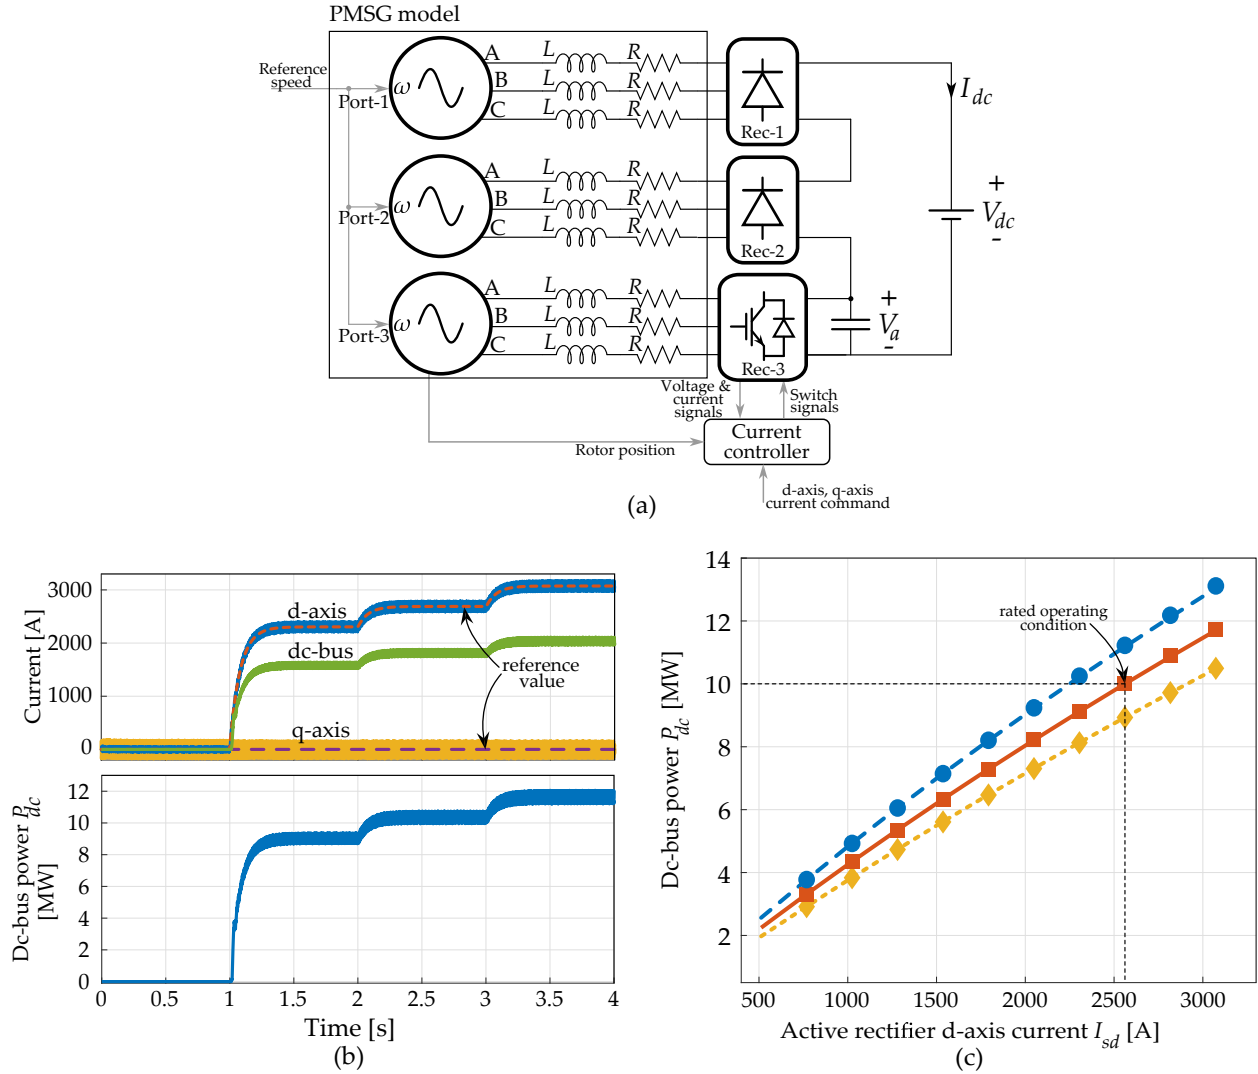 PMSG model
Reference
speed
Port-1
ω
A
B
C
L
R
L
R
L
R
Rec-1
I_dc
Port-2
ω
A
B
C
L
R
L
R
L
R
Rec-2
+
V_dc
-
Port-3
ω
A
B
C
L
R
L
R
L
R
Rec-3
+
V_a
-
Voltage &
current
signals
Switch
signals
Rotor position
Current
controller
d-axis, q-axis
current command
(a)
Current [A]
3000
2000
1000
0
d-axis
dc-bus
q-axis
reference
value
Dc-bus power P_dc
[MW]
12
10
8
6
4
2
0
0 0.5 1 1.5 2 2.5 3 3.5 4
Time [s]
(b)
Dc-bus power P_dc [MW]
14
12
10
8
6
4
2
rated operating
condition
500 1000 1500 2000 2500 3000
Active rectifier d-axis current I_sd [A]
(c)